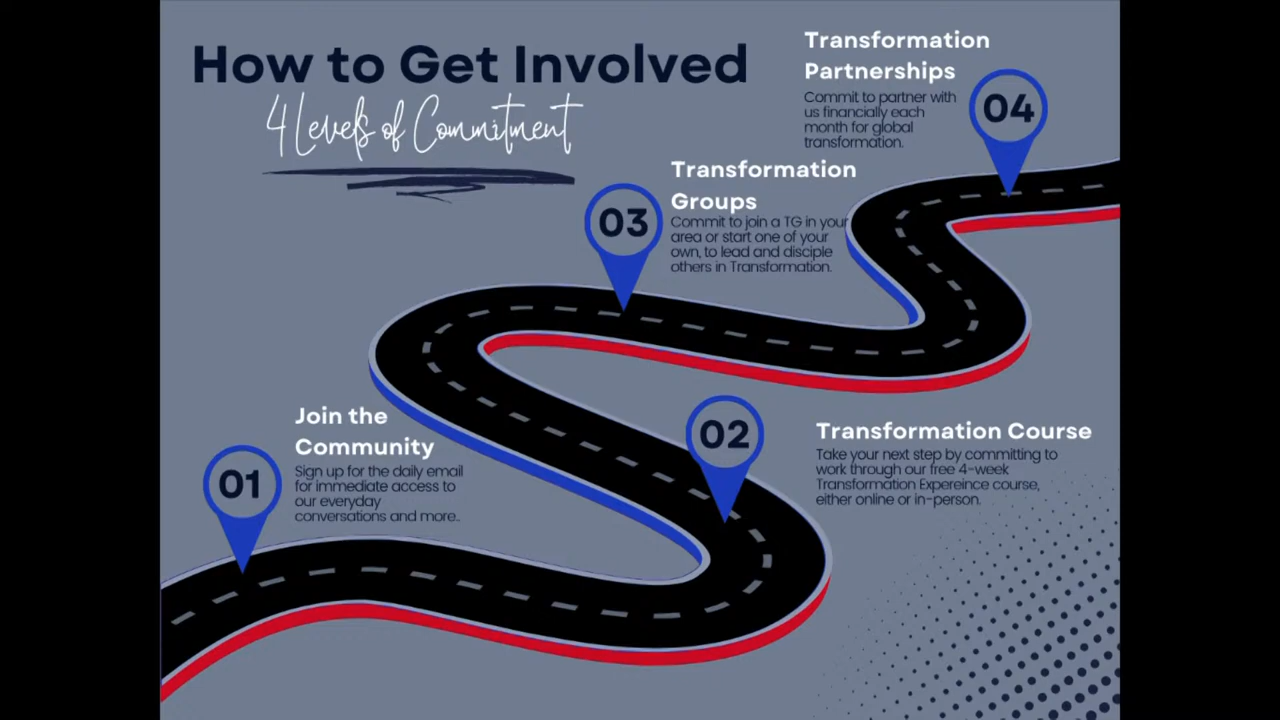 How to Get Involved
4 Levels of Commitment
Transformation
Partnerships
Commit to partner with
us financially each
month for global
transformation.
04
Transformation
Groups
Commit to join a TG in your
area or start one of your
own, to lead and disciple
others in Transformation.
03
Join the
Community
Sign up for the daily email
for immediate access to
our everyday
conversations and more..
01
02
Transformation Course
Take your next step by committing to
work through our free 4-week
Transformation Expereince course,
either online or in-person.